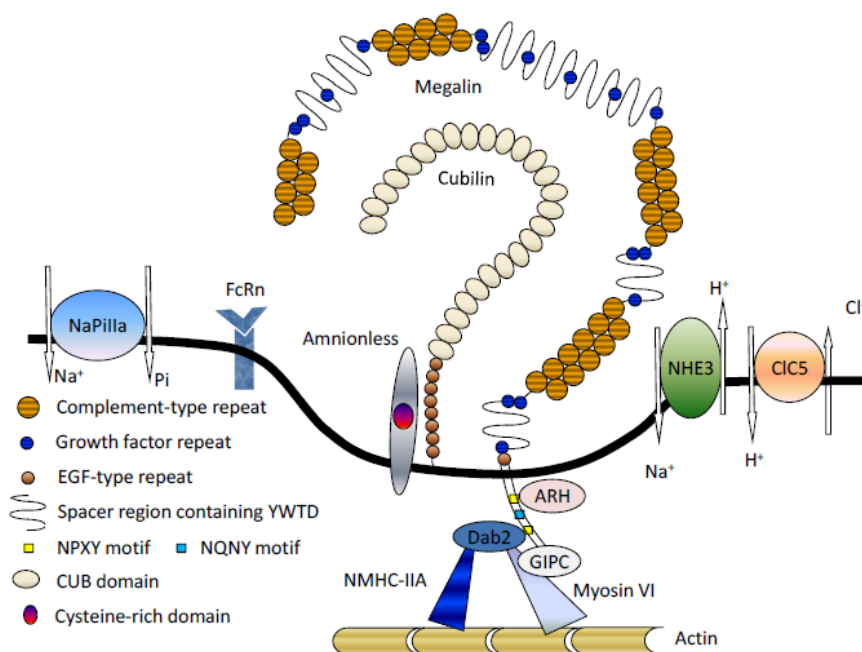 Megalin
Cubilin
FcRn
H⁺
Cl⁻
NaPiIIa
Amnionless
NHE3
ClC5
Na⁺
Pi
Complement-type repeat
Na⁺
H⁺
Growth factor repeat
EGF-type repeat
ARH
Spacer region containing YWTD
Dab2
NPXY motif
NQNY motif
GIPC
CUB domain
NMHC-IIA
Myosin VI
Cysteine-rich domain
Actin